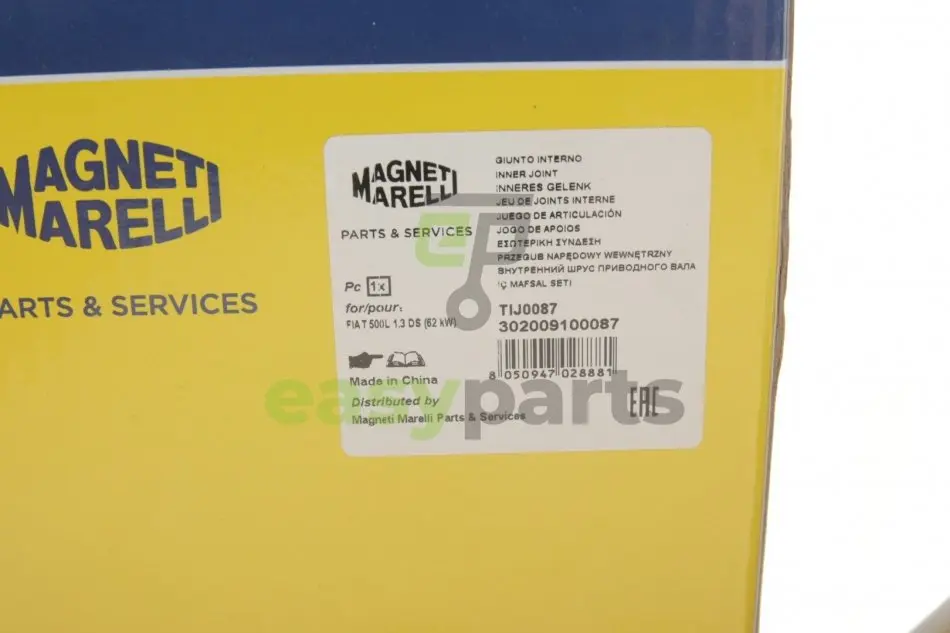 MAGNETI
MARELLI
PARTS & SERVICES
MAGNETI
MARELLI
PARTS & SERVICES
Pc 1x
for/pour:
FIAT 500L 1.3 DS (62 kW)
Made in China
Distributed by
Magneti Marelli Parts & Services
GIUNTO INTERNO
INNER JOINT
INNERES GELENK
JEU DE JOINTS INTERNE
JUEGO DE ARTICULACIÓN
JOGO DE APOIOS
ΕΣΩΤΕΡΙΚΗ ΣΥΝΔΕΣΗ
PRZEGUB NAPĘDOWY WEWNĘTRZNY
ВНУТРЕННИЙ ШРУС ПРИВОДНОГО ВАЛА
İÇ MAFSAL SETİ
TIJ0087
302009100087
8 050947 028881
EAC
easyparts